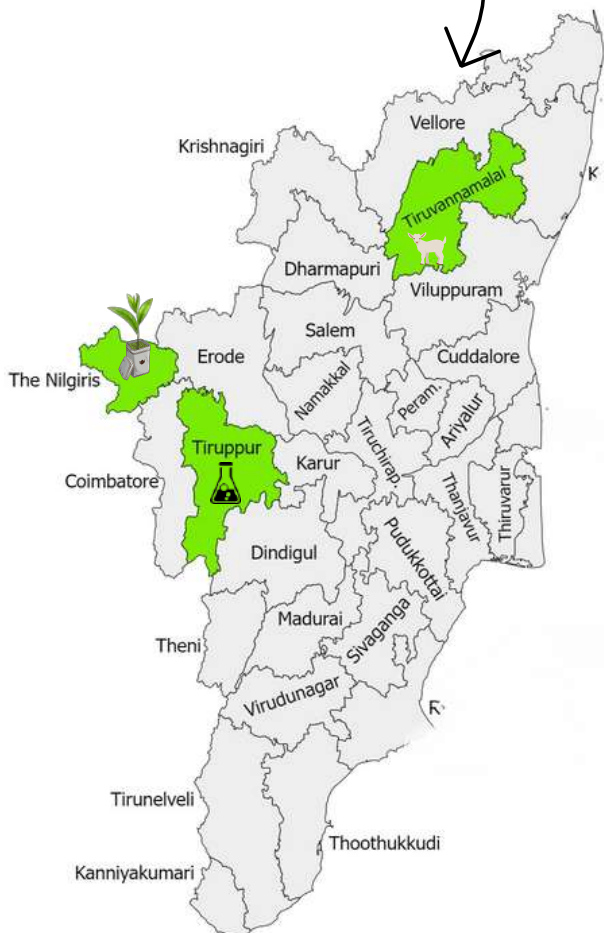 Vellore
Krishnagiri
Tiruvannamalai
K
Dharmapuri
Viluppuram
Salem
Erode
Cuddalore
The Nilgiris
Namakkal
Peram.
Ariyalur
Tiruppur
Tiruchirap.
Karur
Coimbatore
Thanjavur
Thiruvarur
Dindigul
Pudukkottai
Madurai
Sivaganga
Theni
Virudunagar
Tirunelveli
Thoothukkudi
Kanniyakumari